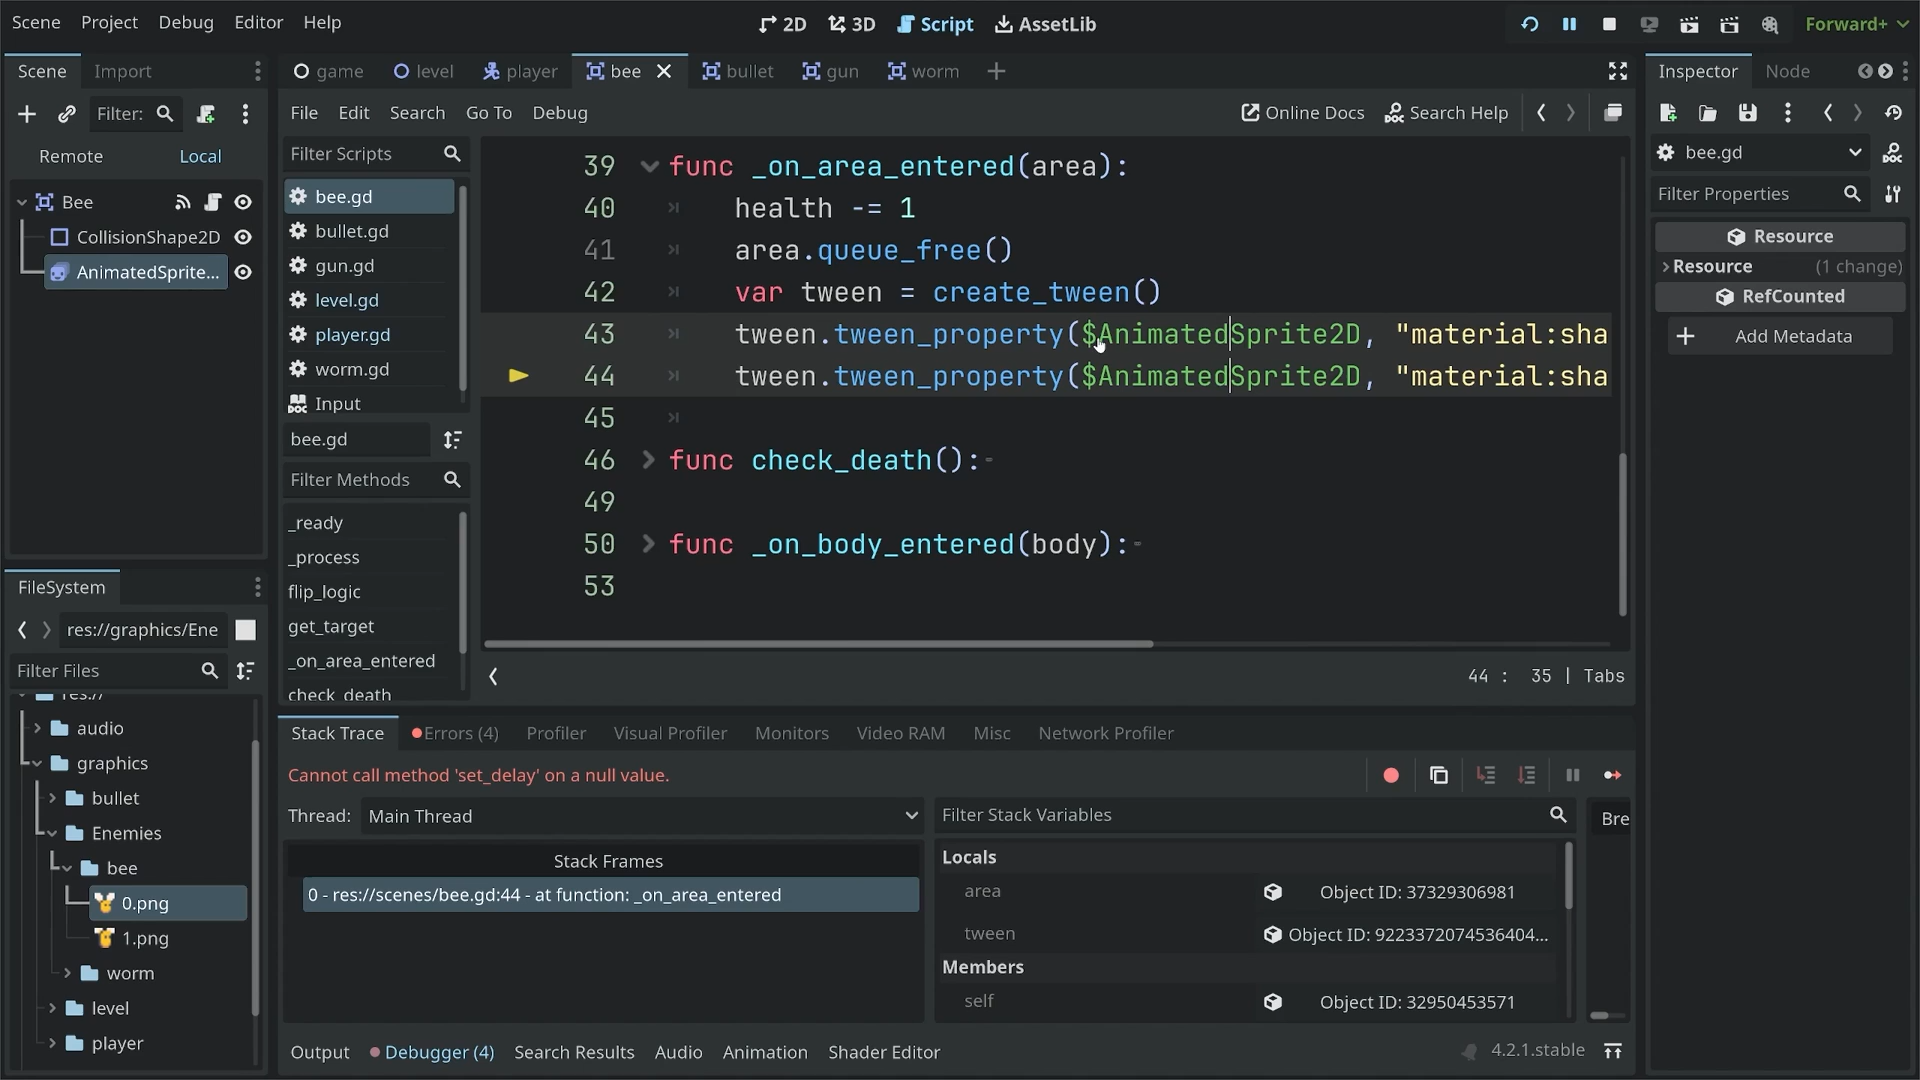 Scene Project Debug Editor Help 2D 3D Script AssetLib Forward+
Scene Import
Filter:
Remote Local
Bee
CollisionShape2D
AnimatedSprite...
FileSystem
res://graphics/Ene
Filter Files
res://
audio
graphics
bullet
Enemies
bee
0.png
1.png
worm
level
player
game level player bee bullet gun worm
File Edit Search Go To Debug Online Docs Search Help
Filter Scripts
bee.gd
bullet.gd
gun.gd
level.gd
player.gd
worm.gd
Input
bee.gd
Filter Methods
_ready
_process
flip_logic
get_target
_on_area_entered
check_death
39 func _on_area_entered(area):
40 health -= 1
41 area.queue_free()
42 var tween = create_tween()
43 tween.tween_property($AnimatedSprite2D, "material:sha
44 tween.tween_property($AnimatedSprite2D, "material:sha
45
46 func check_death():
49
50 func _on_body_entered(body):
53
44 : 35 | Tabs
Stack Trace Errors (4) Profiler Visual Profiler Monitors Video RAM Misc Network Profiler
Cannot call method 'set_delay' on a null value.
Thread: Main Thread
Stack Frames
0 - res://scenes/bee.gd:44 - at function: _on_area_entered
Filter Stack Variables
Locals
area Object ID: 37329306981
tween Object ID: 9223372074536404...
Members
self Object ID: 32950453571
Bre
Output Debugger (4) Search Results Audio Animation Shader Editor 4.2.1.stable
Inspector Node
bee.gd
Filter Properties
Resource
Resource (1 change)
RefCounted
Add Metadata